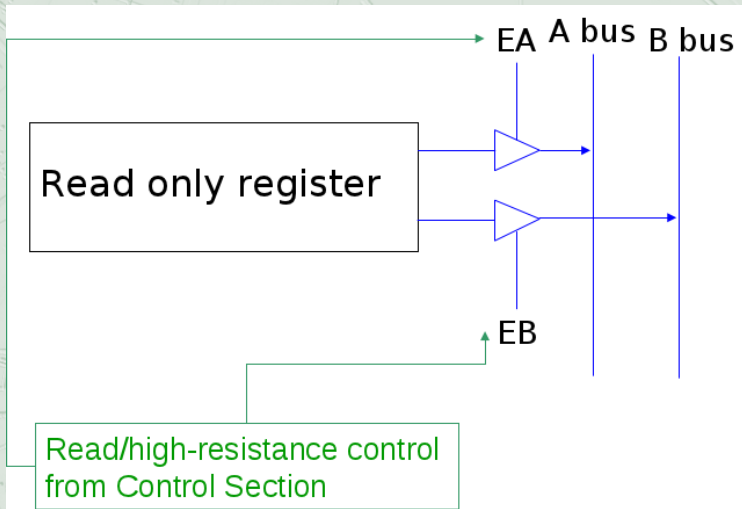 EA A bus B bus
Read only register
EB
Read/high-resistance control
from Control Section